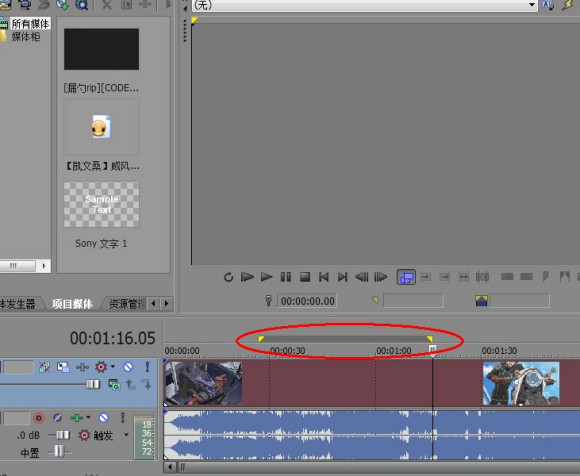 (无)
所有媒体
媒体柜
[漏勺rip][CODE...
【凯文桑】威风...
Sample
Text
Sony 文字 1
体发生器
项目媒体
资源管理
00:00:00.00
00:01:16.05
00:00:00
00:00:30
00:01:00
00:01:30
18
36
54
72
.0 dB
触发
中置